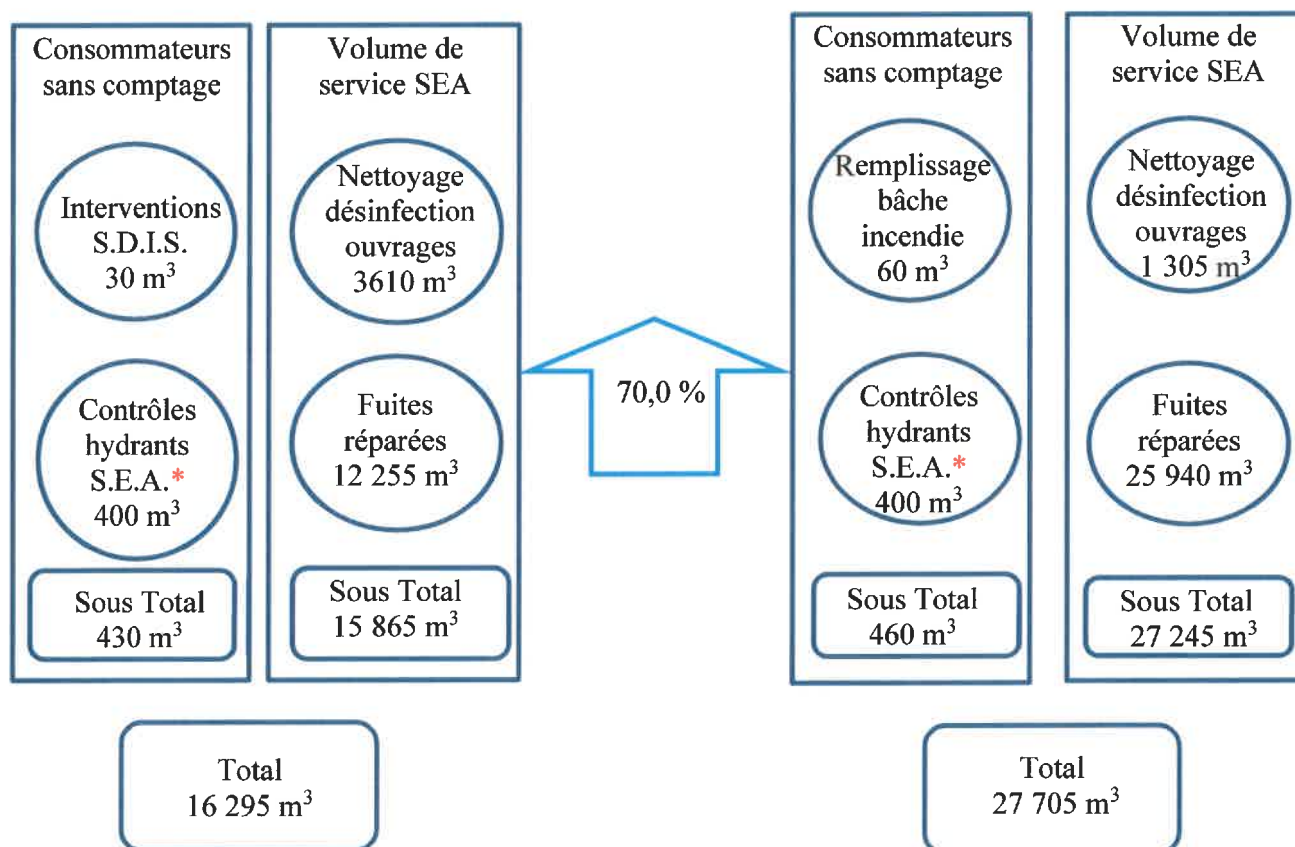 Consommateurs
sans comptage
Interventions
S.D.I.S.
30 m³
Contrôles
hydrants
S.E.A.*
400 m³
Sous Total
430 m³
Volume de
service SEA
Nettoyage
désinfection
ouvrages
3610 m³
Fuites
réparées
12 255 m³
Sous Total
15 865 m³
Total
16 295 m³
70,0 %
Consommateurs
sans comptage
Remplissage
bâche
incendie
60 m³
Contrôles
hydrants
S.E.A.*
400 m³
Sous Total
460 m³
Volume de
service SEA
Nettoyage
désinfection
ouvrages
1 305 m³
Fuites
réparées
25 940 m³
Sous Total
27 245 m³
Total
27 705 m³